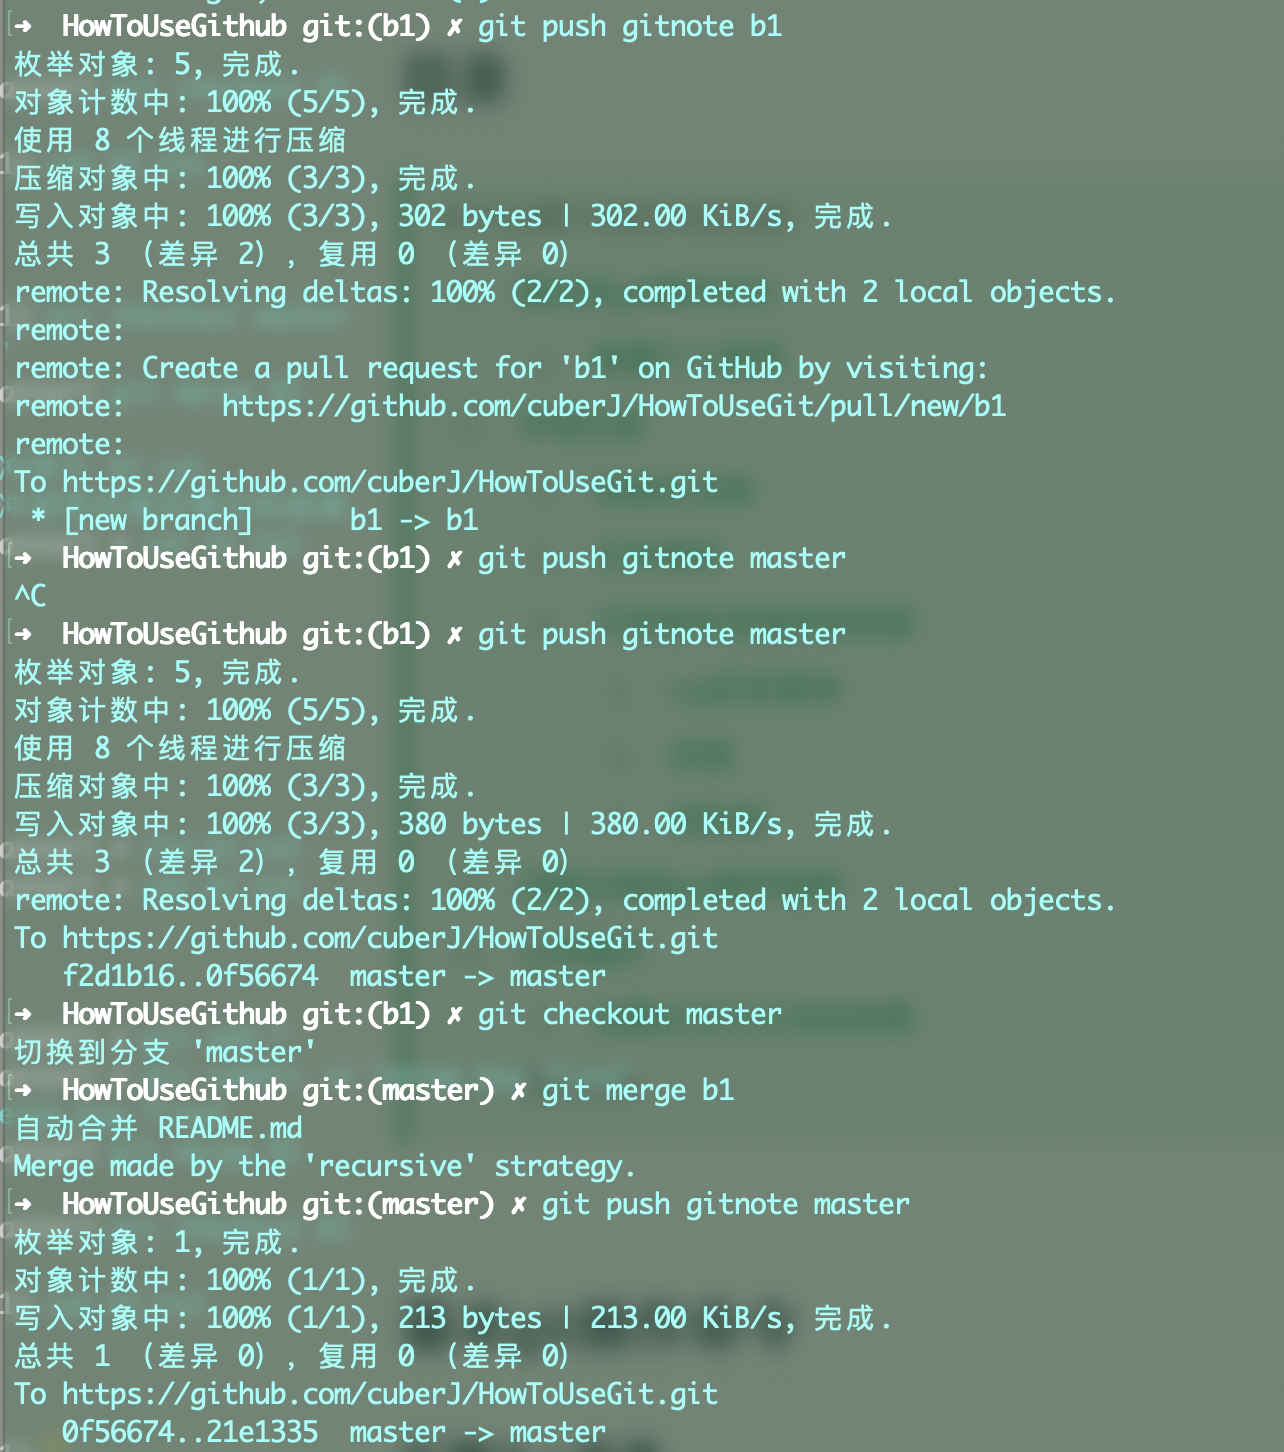 ➜  HowToUseGithub git:(b1) ✗ git push gitnote b1
枚举对象: 5, 完成.
对象计数中: 100% (5/5), 完成.
使用 8 个线程进行压缩
压缩对象中: 100% (3/3), 完成.
写入对象中: 100% (3/3), 302 bytes | 302.00 KiB/s, 完成.
总共 3 （差异 2），复用 0 （差异 0）
remote: Resolving deltas: 100% (2/2), completed with 2 local objects.
remote:
remote: Create a pull request for 'b1' on GitHub by visiting:
remote:      https://github.com/cuberJ/HowToUseGit/pull/new/b1
remote:
To https://github.com/cuberJ/HowToUseGit.git
 * [new branch]      b1 -> b1
➜  HowToUseGithub git:(b1) ✗ git push gitnote master
^C
➜  HowToUseGithub git:(b1) ✗ git push gitnote master
枚举对象: 5, 完成.
对象计数中: 100% (5/5), 完成.
使用 8 个线程进行压缩
压缩对象中: 100% (3/3), 完成.
写入对象中: 100% (3/3), 380 bytes | 380.00 KiB/s, 完成.
总共 3 （差异 2），复用 0 （差异 0）
remote: Resolving deltas: 100% (2/2), completed with 2 local objects.
To https://github.com/cuberJ/HowToUseGit.git
   f2d1b16..0f56674  master -> master
➜  HowToUseGithub git:(b1) ✗ git checkout master
切换到分支 'master'
➜  HowToUseGithub git:(master) ✗ git merge b1
自动合并 README.md
Merge made by the 'recursive' strategy.
➜  HowToUseGithub git:(master) ✗ git push gitnote master
枚举对象: 1, 完成.
对象计数中: 100% (1/1), 完成.
写入对象中: 100% (1/1), 213 bytes | 213.00 KiB/s, 完成.
总共 1 （差异 0），复用 0 （差异 0）
To https://github.com/cuberJ/HowToUseGit.git
   0f56674..21e1335  master -> master